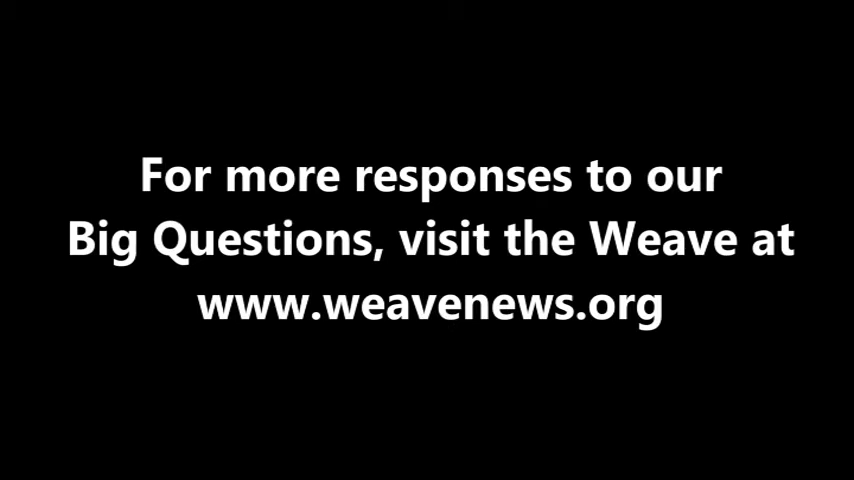 For more responses to our
Big Questions, visit the Weave at
www.weavenews.org